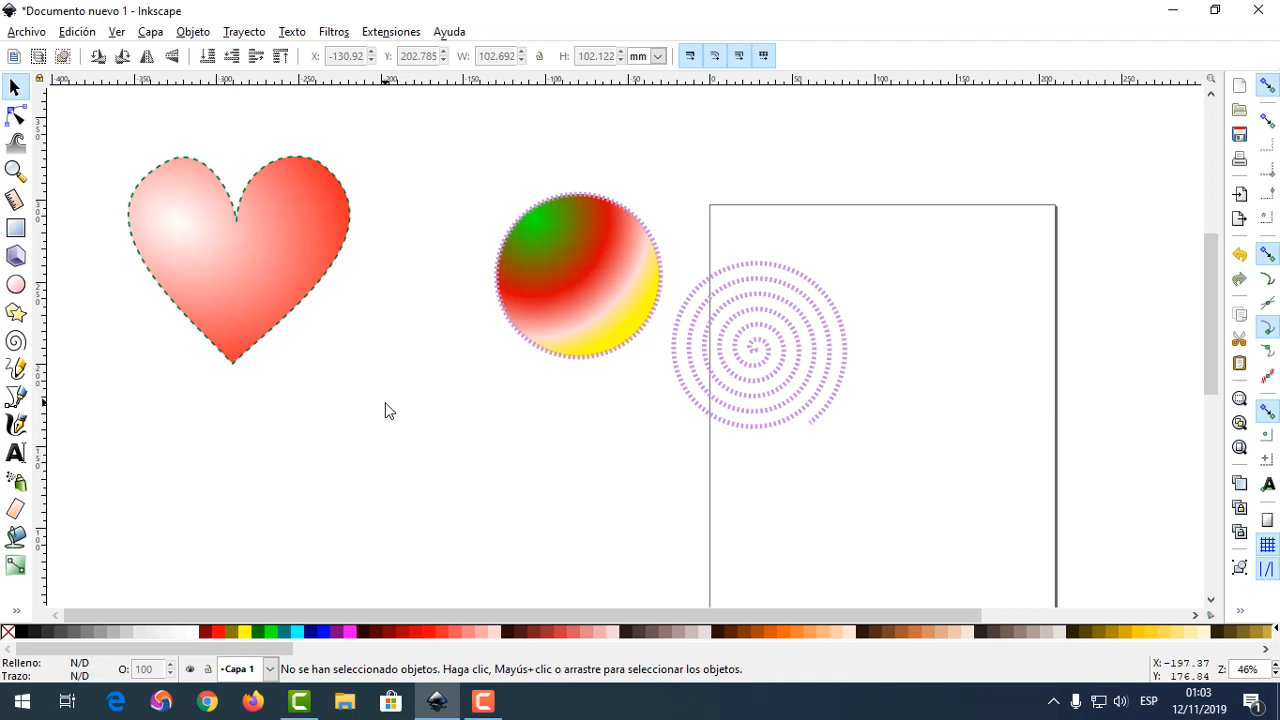 *Documento nuevo 1 - Inkscape
Archivo Edición Ver Capa Objeto Trayecto Texto Filtros Extensiones Ayuda
X: -130.92 Y: 202.785 W: 102.692 H: 102.122 mm
Relleno: N/D O: 100 •Capa 1 No se han seleccionado objetos. Haga clic, Mayús+clic o arrastre para seleccionar los objetos. X: -197.37 Z: 46%
Trazo: N/D Y: 176.84
ESP 01:03
12/11/2019 1